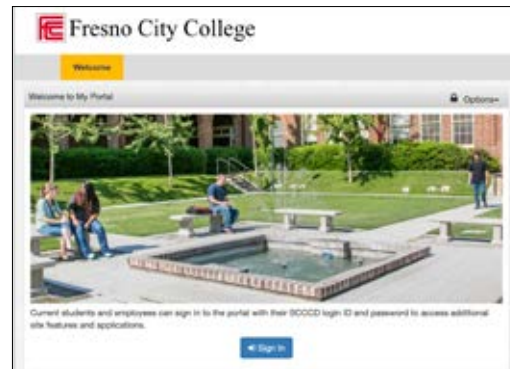 FCC Fresno City College
Welcome
Welcome to My Portal
Options
Current students and employees can sign in to the portal with their SCCCD login ID and password to access additional
site features and applications.
Sign In